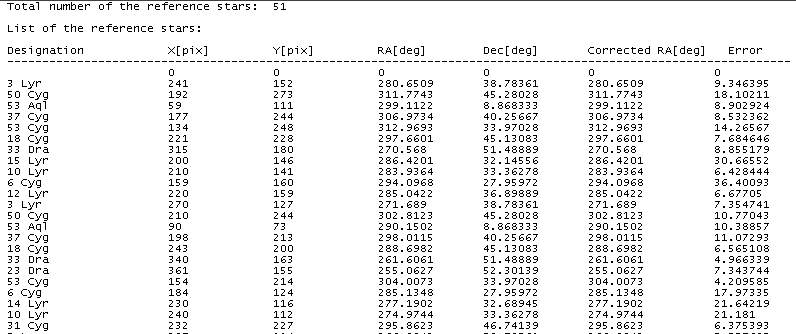 Total number of the reference stars: 51
List of the reference stars:
Designation X[pix] Y[pix] RA[deg] Dec[deg] Corrected RA[deg] Error
0 0 0 0 0 0
3 Lyr 241 152 280.6509 38.78361 280.6509 9.346395
50 Cyg 192 273 311.7743 45.28028 311.7743 18.10211
53 Aql 59 111 299.1122 8.868333 299.1122 8.902924
37 Cyg 177 244 306.9734 40.25667 306.9734 8.532362
53 Cyg 134 248 312.9693 33.97028 312.9693 14.26567
18 Cyg 221 228 297.6601 45.13083 297.6601 7.684646
33 Dra 315 180 270.568 51.48889 270.568 8.855179
15 Lyr 200 146 286.4201 32.14556 286.4201 30.66552
10 Lyr 210 141 283.9364 33.36278 283.9364 6.428444
6 Cyg 159 160 294.0968 27.95972 294.0968 36.40093
12 Lyr 220 159 285.0422 36.89889 285.0422 6.67705
3 Lyr 270 127 271.689 38.78361 271.689 7.354741
50 Cyg 210 244 302.8123 45.28028 302.8123 10.77043
53 Aql 90 73 290.1502 8.868333 290.1502 10.38857
37 Cyg 198 213 298.0115 40.25667 298.0115 11.07293
18 Cyg 243 200 288.6982 45.13083 288.6982 6.565108
33 Dra 340 163 261.6061 51.48889 261.6061 4.966339
23 Dra 361 155 255.0627 52.30139 255.0627 7.343744
53 Cyg 154 214 304.0073 33.97028 304.0073 4.209585
6 Cyg 184 124 285.1348 27.95972 285.1348 17.97335
14 Lyr 230 116 277.1902 32.68945 277.1902 21.64219
10 Lyr 240 112 274.9744 33.36278 274.9744 21.181
31 Cyg 232 227 295.8623 46.74139 295.8623 6.375393